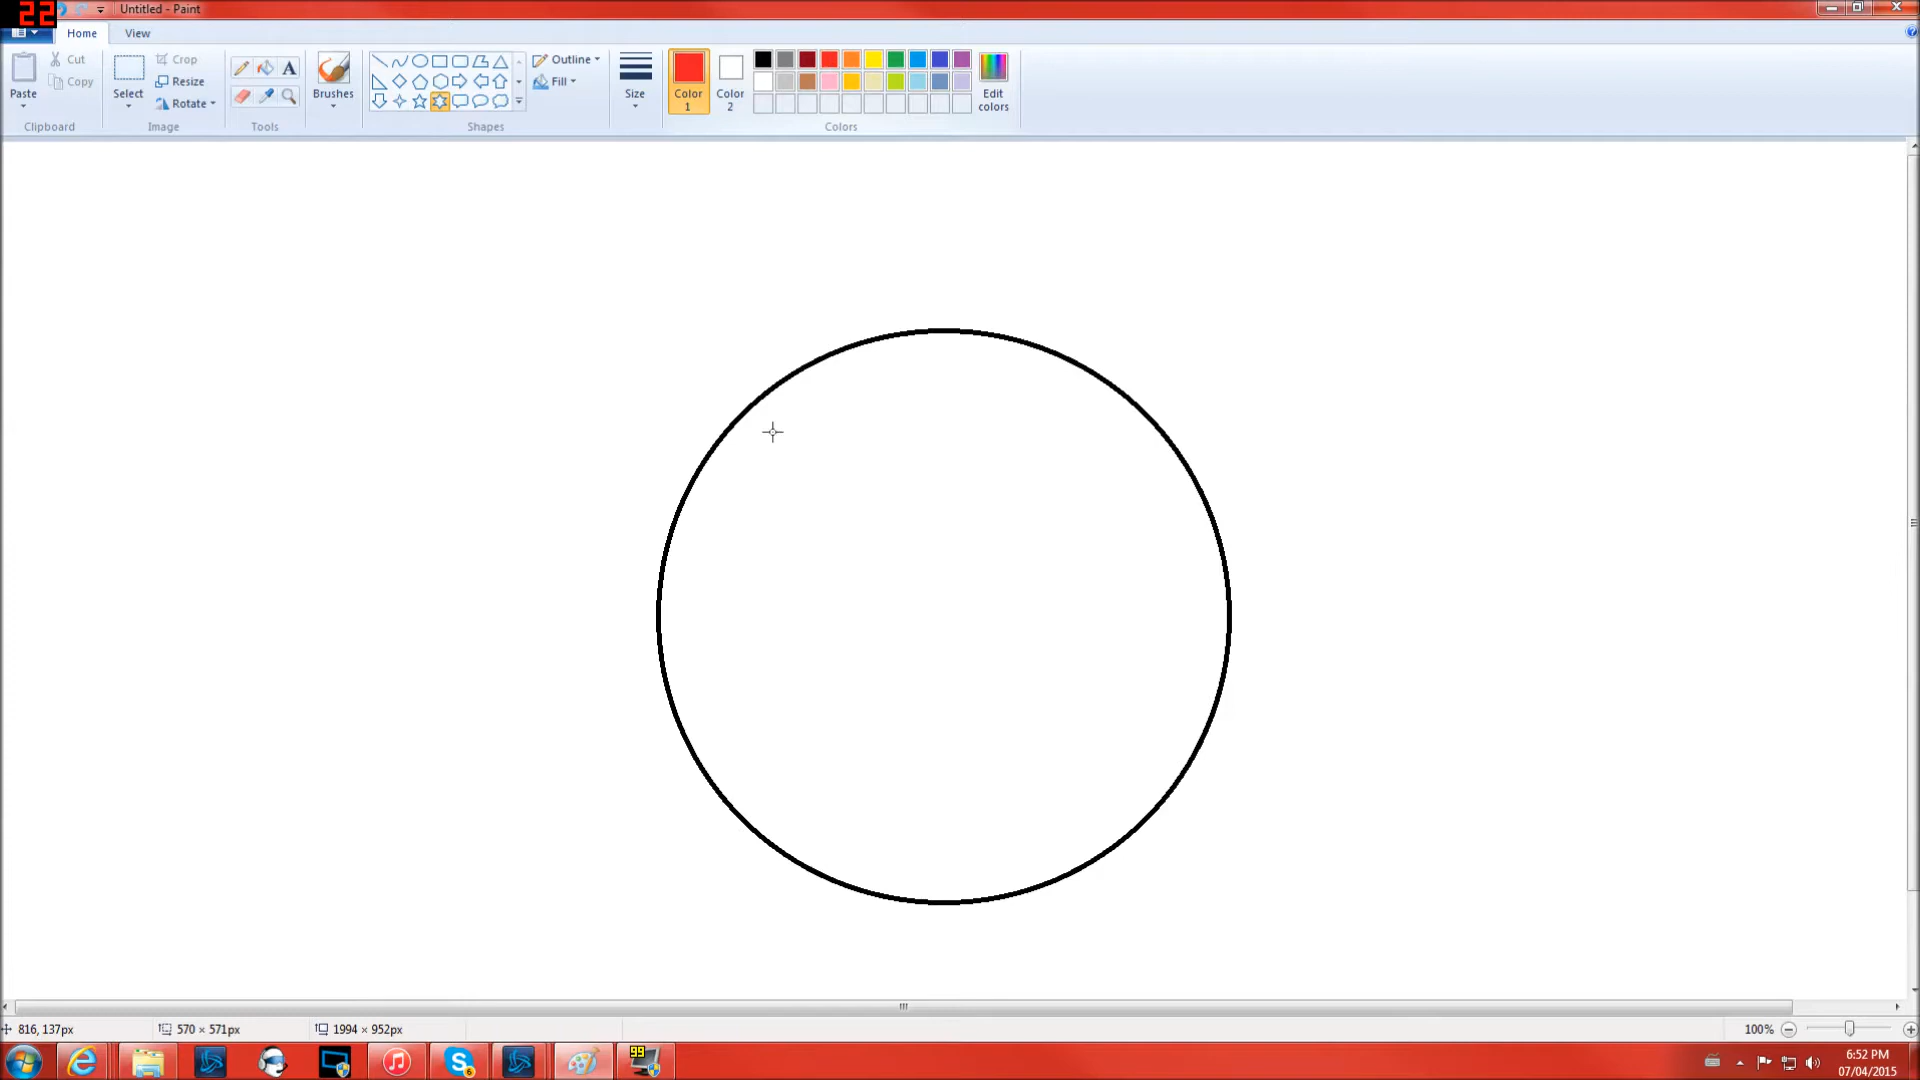 22
Untitled - Paint
Home
View
Paste
Cut
Copy
Clipboard
Select
Crop
Resize
Rotate
Image
A
Tools
Brushes
Outline
Fill
Shapes
Size
Color
1
Color
2
Edit
colors
Colors
816, 137px
570 × 571px
1994 × 952px
100%
99
6
6:52 PM
07/04/2015